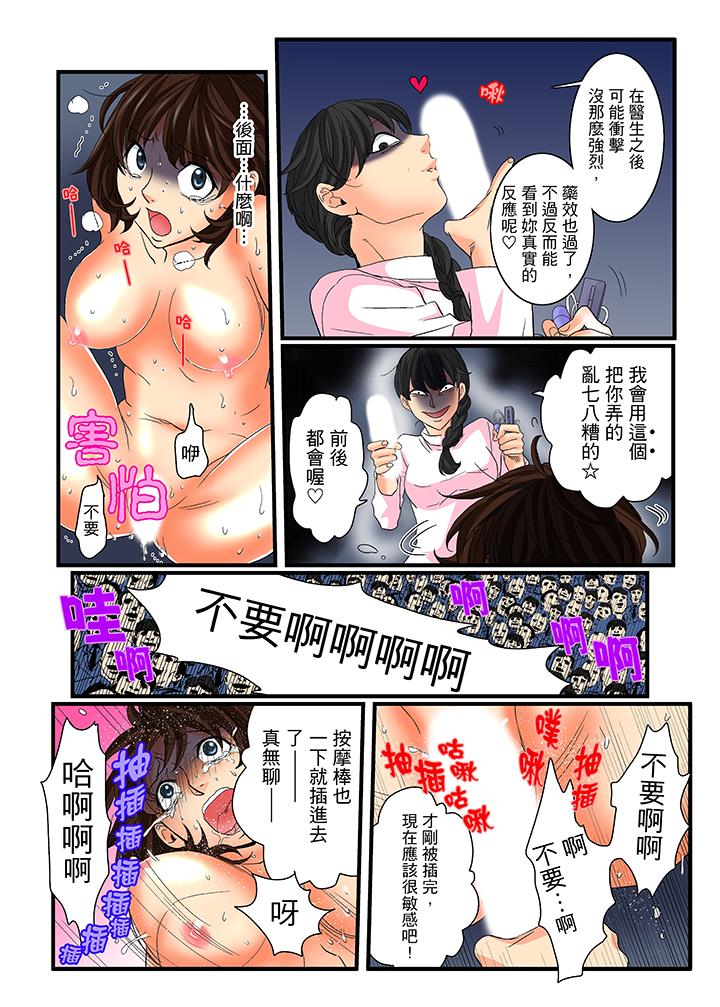 在醫生之後
可能衝擊
沒那麼強烈，
藥效也過了，
不過反而能
看到妳真實的
反應呢♡
啾
…後面…什麼啊…
哈——
哈——
哈——
咿
不要
害怕
我會用這個
把你弄的
亂七八糟的☆
前後
都會喔♡
哇
啊
不要啊啊啊啊
啊
啊
啊
不要啊啊
啊
不要…啊
噗
啾
抽插
咕啾
咕啾
抽插
才剛被插完，
現在應該很敏感吧！
按摩棒也
一下就插進去
了——
真無聊——
呀
哈啊啊啊
抽插插插插插插